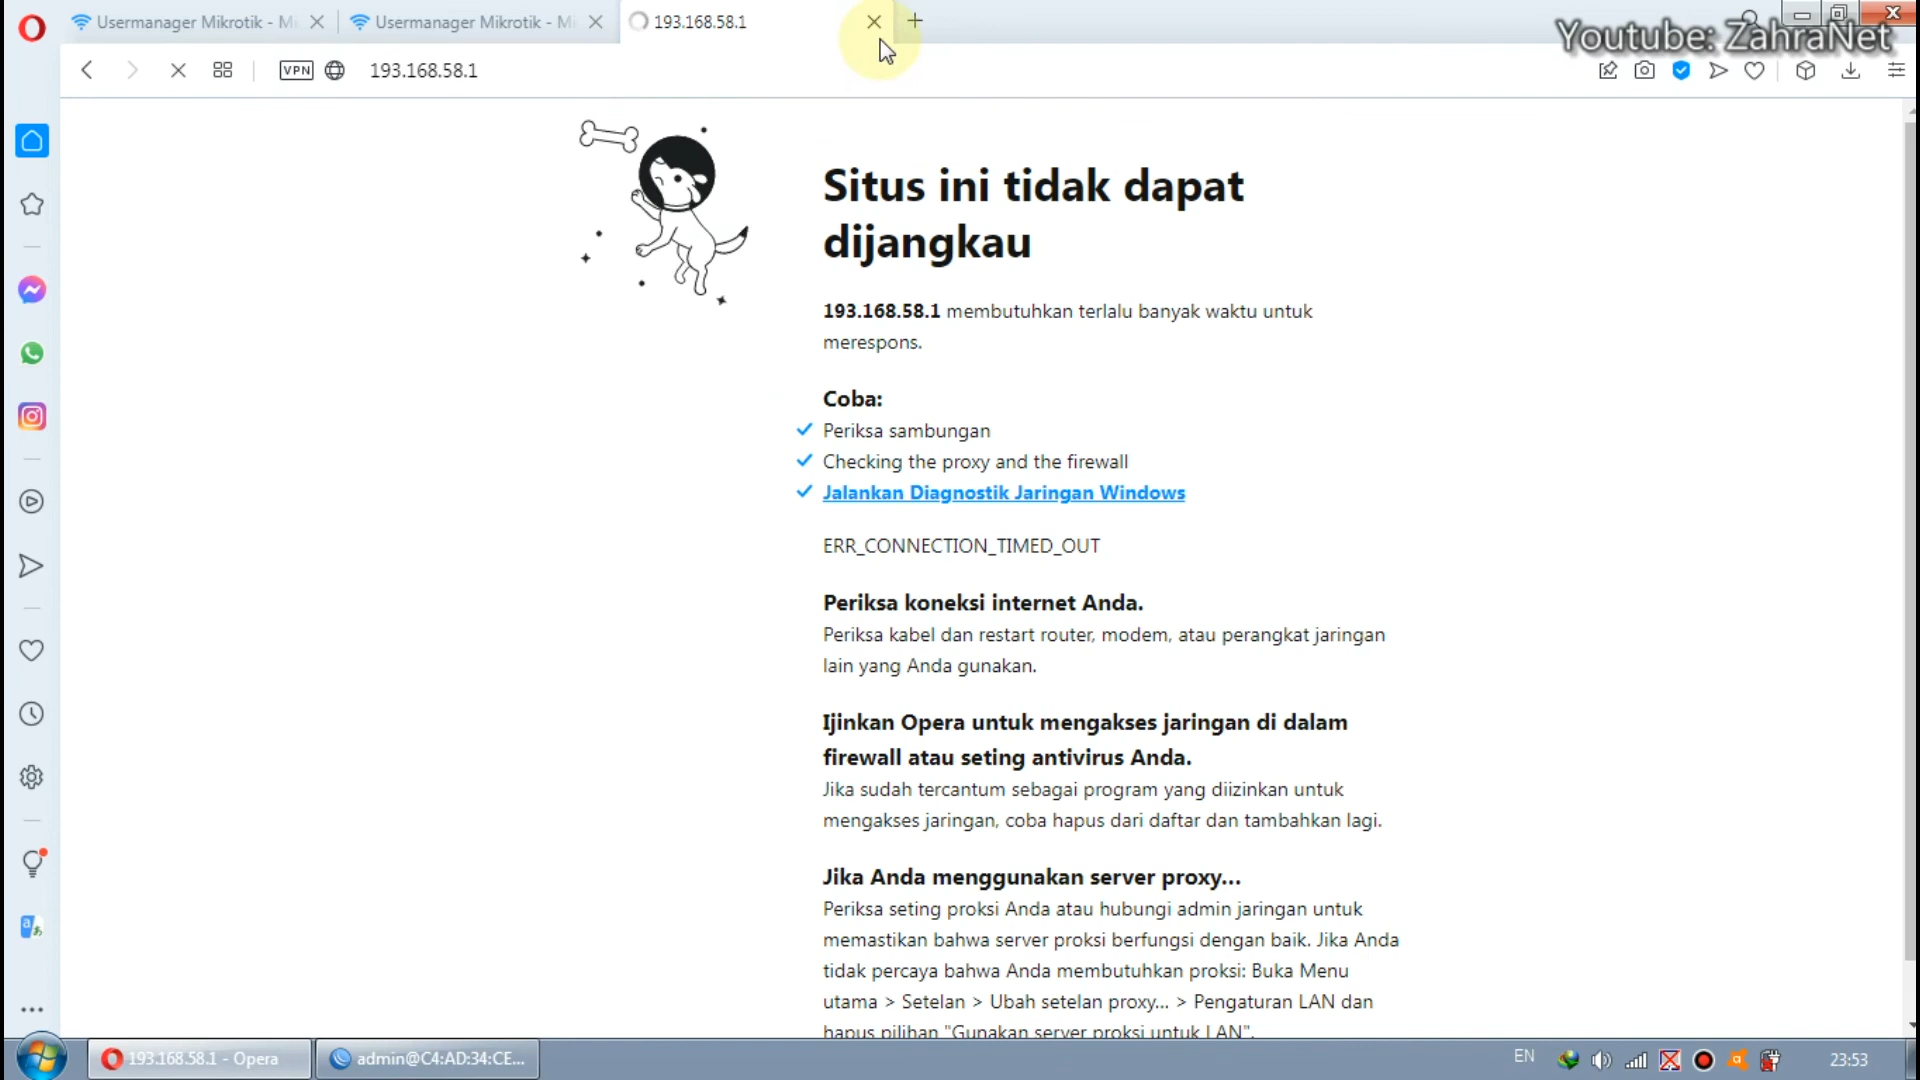 Usermanager Mikrotik - Mi
Usermanager Mikrotik - Mi
193.168.58.1
Youtube: ZahraNet
VPN
193.168.58.1
Situs ini tidak dapat
dijangkau
193.168.58.1 membutuhkan terlalu banyak waktu untuk
merespons.
Coba:
Periksa sambungan
Checking the proxy and the firewall
Jalankan Diagnostik Jaringan Windows
ERR_CONNECTION_TIMED_OUT
Periksa koneksi internet Anda.
Periksa kabel dan restart router, modem, atau perangkat jaringan
lain yang Anda gunakan.
Ijinkan Opera untuk mengakses jaringan di dalam
firewall atau seting antivirus Anda.
Jika sudah tercantum sebagai program yang diizinkan untuk
mengakses jaringan, coba hapus dari daftar dan tambahkan lagi.
Jika Anda menggunakan server proxy...
Periksa seting proksi Anda atau hubungi admin jaringan untuk
memastikan bahwa server proksi berfungsi dengan baik. Jika Anda
tidak percaya bahwa Anda membutuhkan proksi: Buka Menu
utama > Setelan > Ubah setelan proxy... > Pengaturan LAN dan
hapus pilihan "Gunakan server proksi untuk LAN".
193.168.58.1 - Opera
admin@C4:AD:34:CE...
EN
23:53